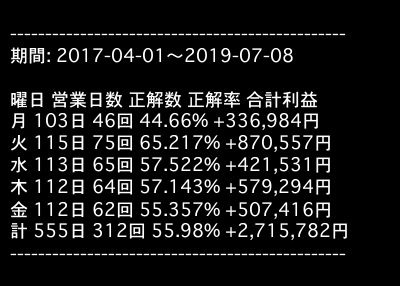 ------------------------------------------------
期間: 2017-04-01～2019-07-08
曜日 営業日数 正解数 正解率 合計利益
月 103日 46回 44.66% +336,984円
火 115日 75回 65.217% +870,557円
水 113日 65回 57.522% +421,531円
木 112日 64回 57.143% +579,294円
金 112日 62回 55.357% +507,416円
計 555日 312回 55.98% +2,715,782円
------------------------------------------------